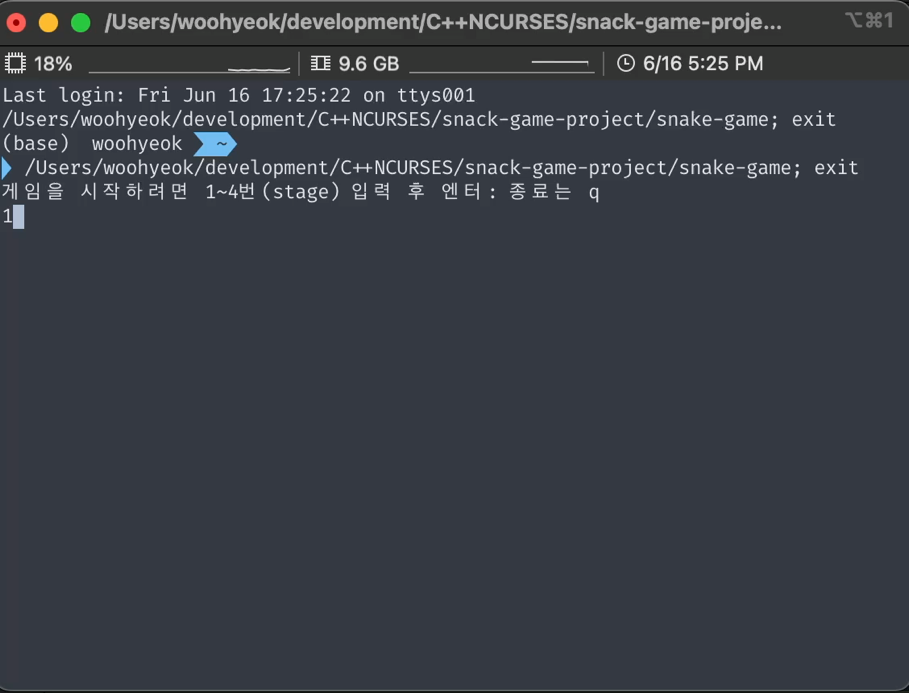 /Users/woohyeok/development/C++NCURSES/snack-game-proje... ⌥⌘1
18% 9.6 GB 6/16 5:25 PM
Last login: Fri Jun 16 17:25:22 on ttys001
/Users/woohyeok/development/C++NCURSES/snack-game-project/snake-game; exit
(base) woohyeok ~
/Users/woohyeok/development/C++NCURSES/snack-game-project/snake-game; exit
게임을 시작하려면 1~4번(stage) 입력 후 엔터: 종료는 q
1